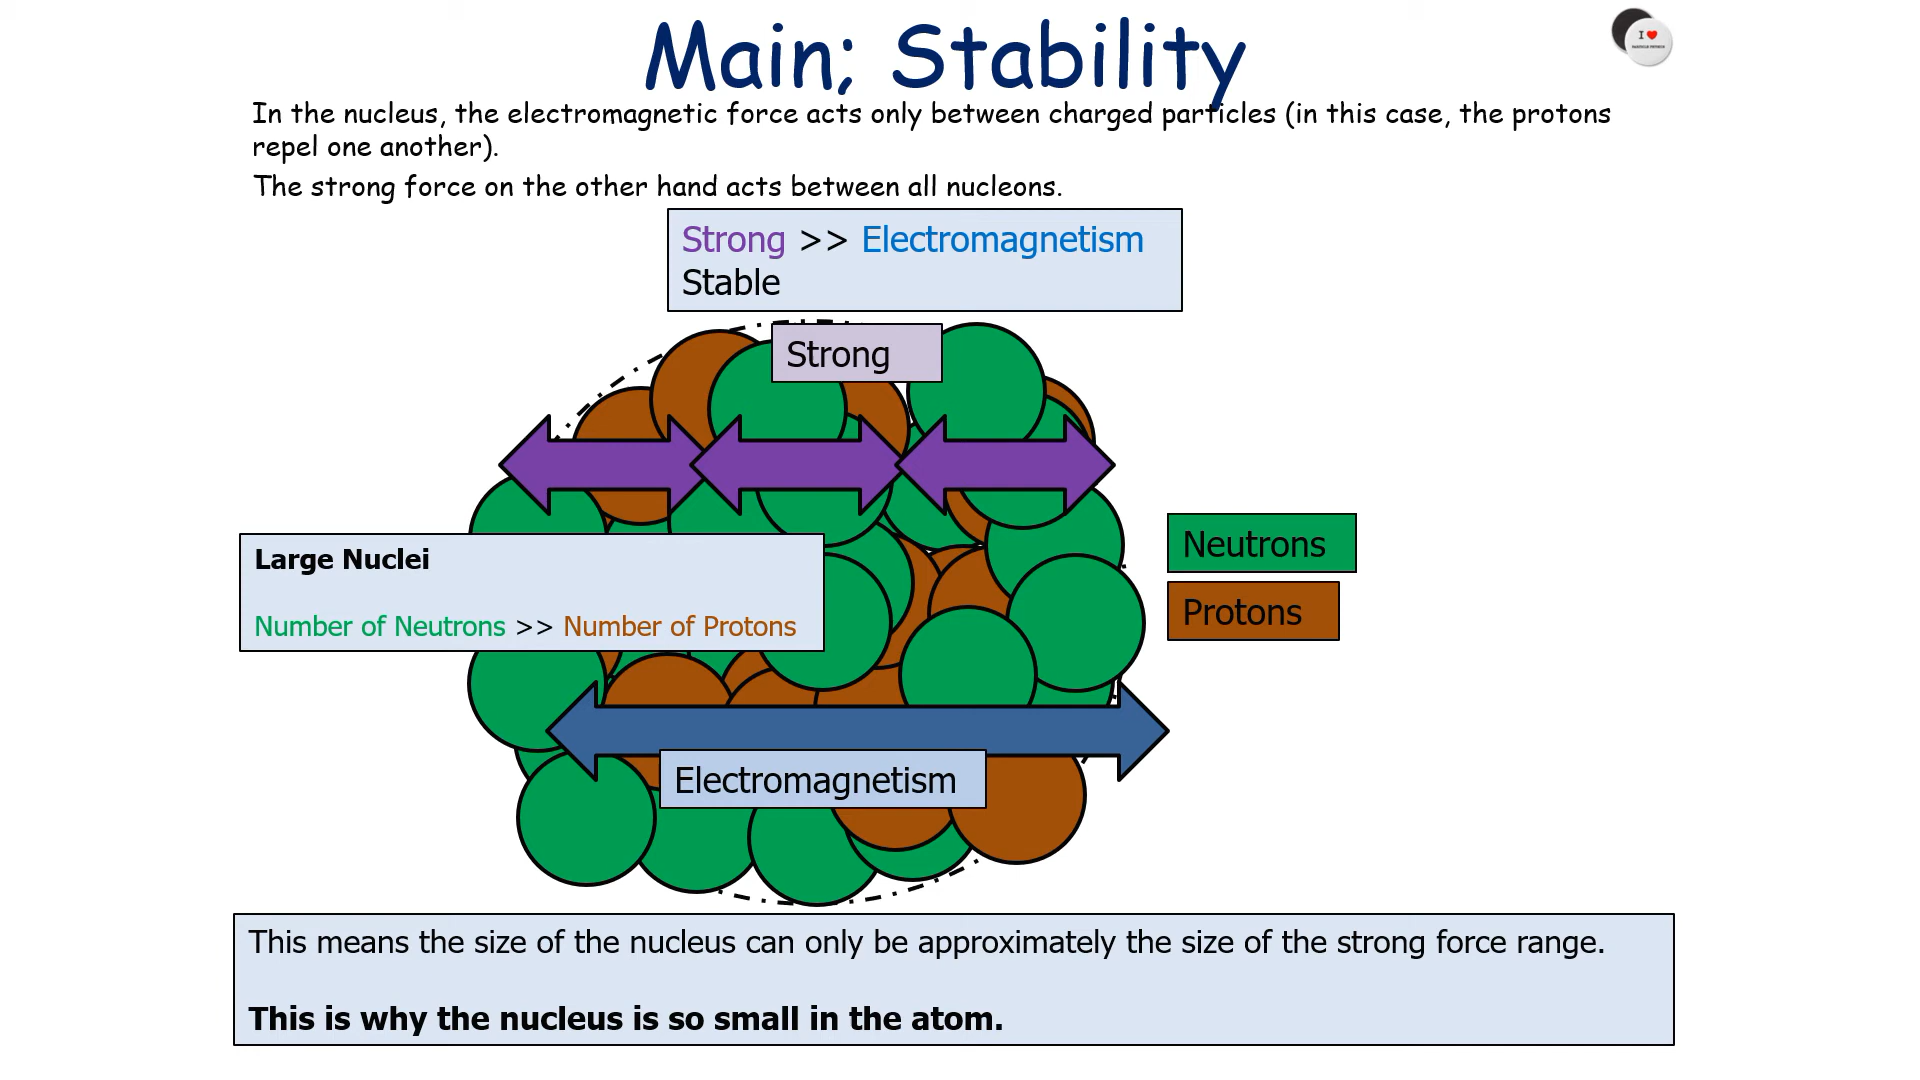 Main; Stability
I ❤
PARTICLE PHYSICS
In the nucleus, the electromagnetic force acts only between charged particles (in this case, the protons
repel one another).
The strong force on the other hand acts between all nucleons.
Strong >> Electromagnetism
Stable
Strong
Large Nuclei
Number of Neutrons >> Number of Protons
Neutrons
Protons
Electromagnetism
This means the size of the nucleus can only be approximately the size of the strong force range.
This is why the nucleus is so small in the atom.